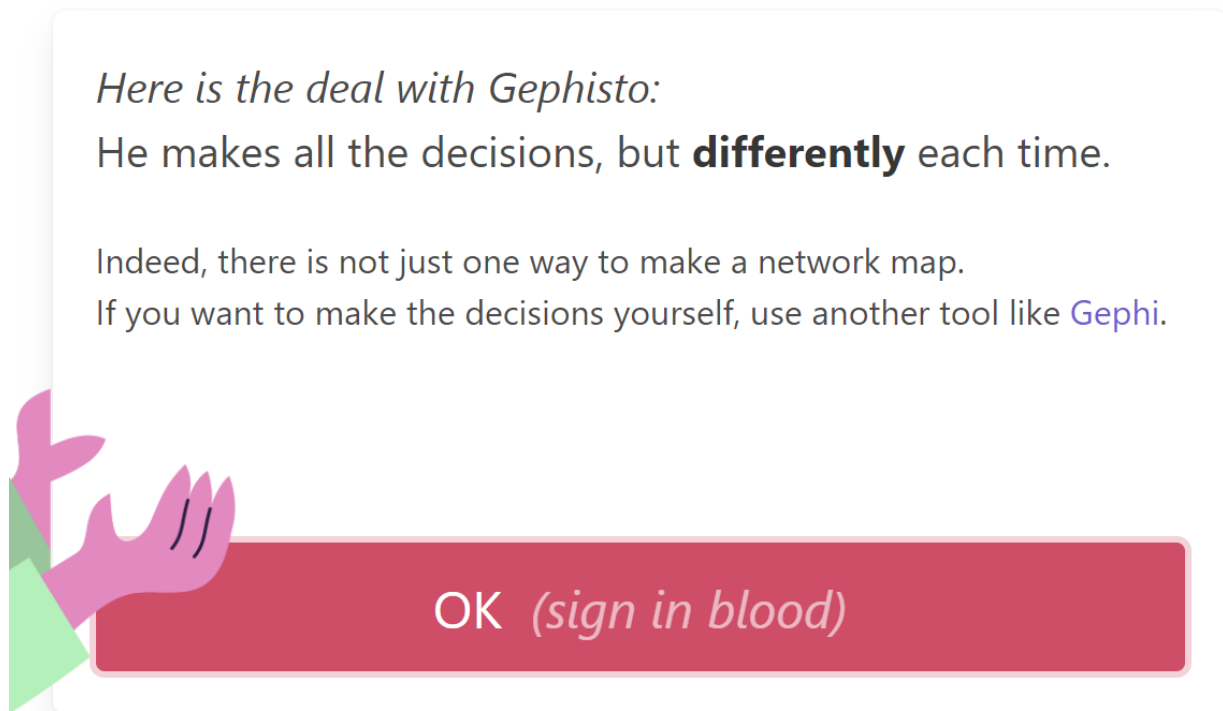 Here is the deal with Gephisto:
He makes all the decisions, but differently each time.
Indeed, there is not just one way to make a network map.
If you want to make the decisions yourself, use another tool like Gephi.
OK (sign in blood)